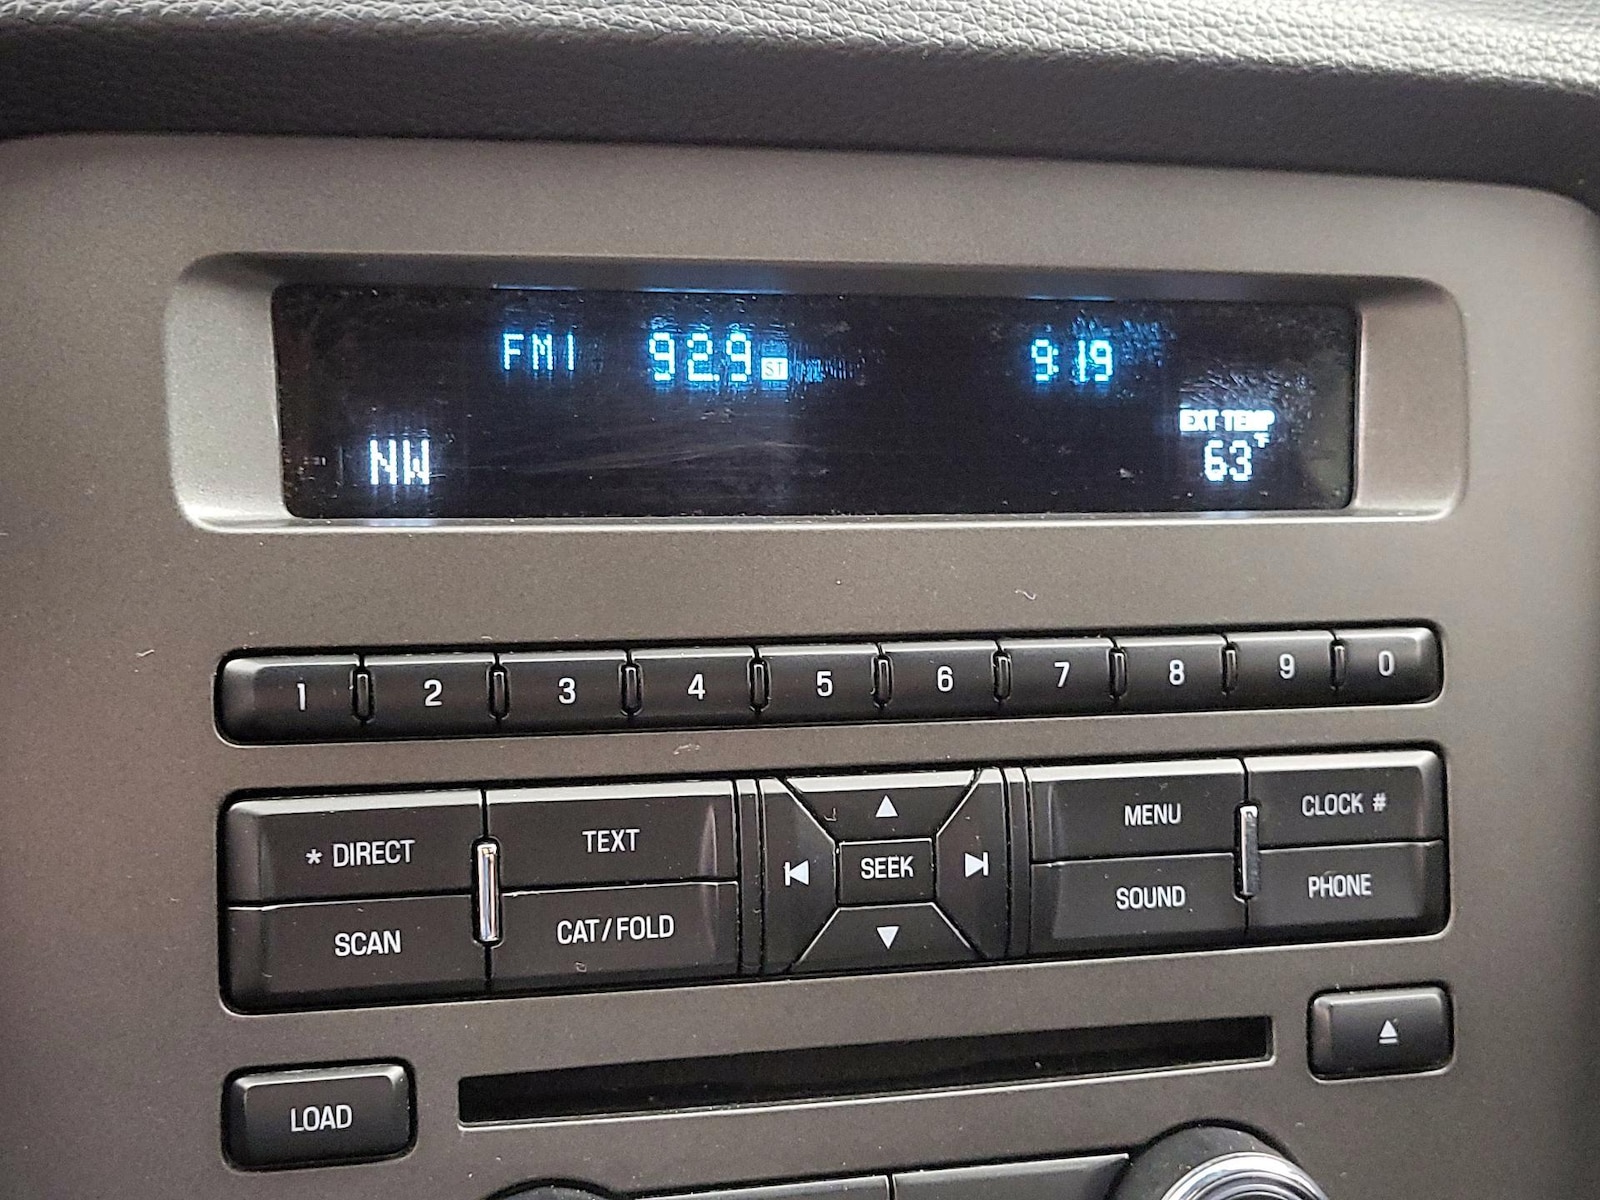 FM1 92.9 ST 9:19
EXT TEMP
NW 63°F
1 2 3 4 5 6 7 8 9 0
* DIRECT TEXT MENU CLOCK #
SEEK
SCAN CAT/FOLD SOUND PHONE
LOAD